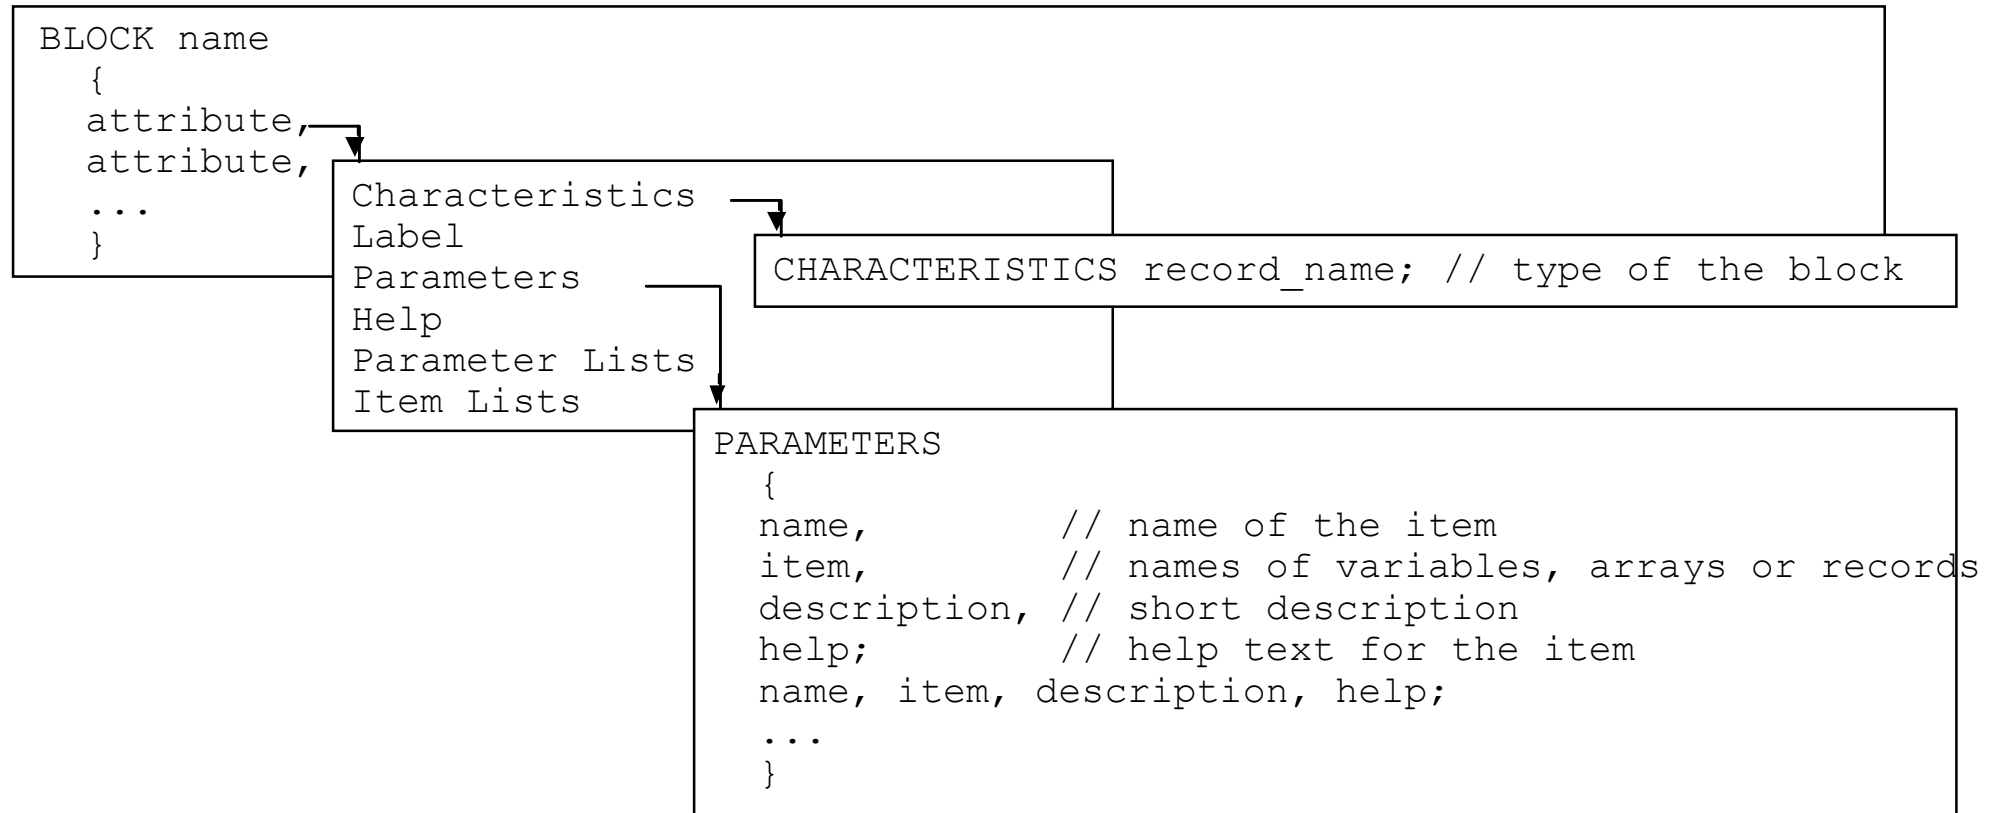 BLOCK name
{
attribute,
attribute,
...
}
Characteristics
Label
Parameters
Help
Parameter Lists
Item Lists
CHARACTERISTICS record_name; // type of the block
PARAMETERS
{
name, // name of the item
item, // names of variables, arrays or records
description, // short description
help; // help text for the item
name, item, description, help;
...
}